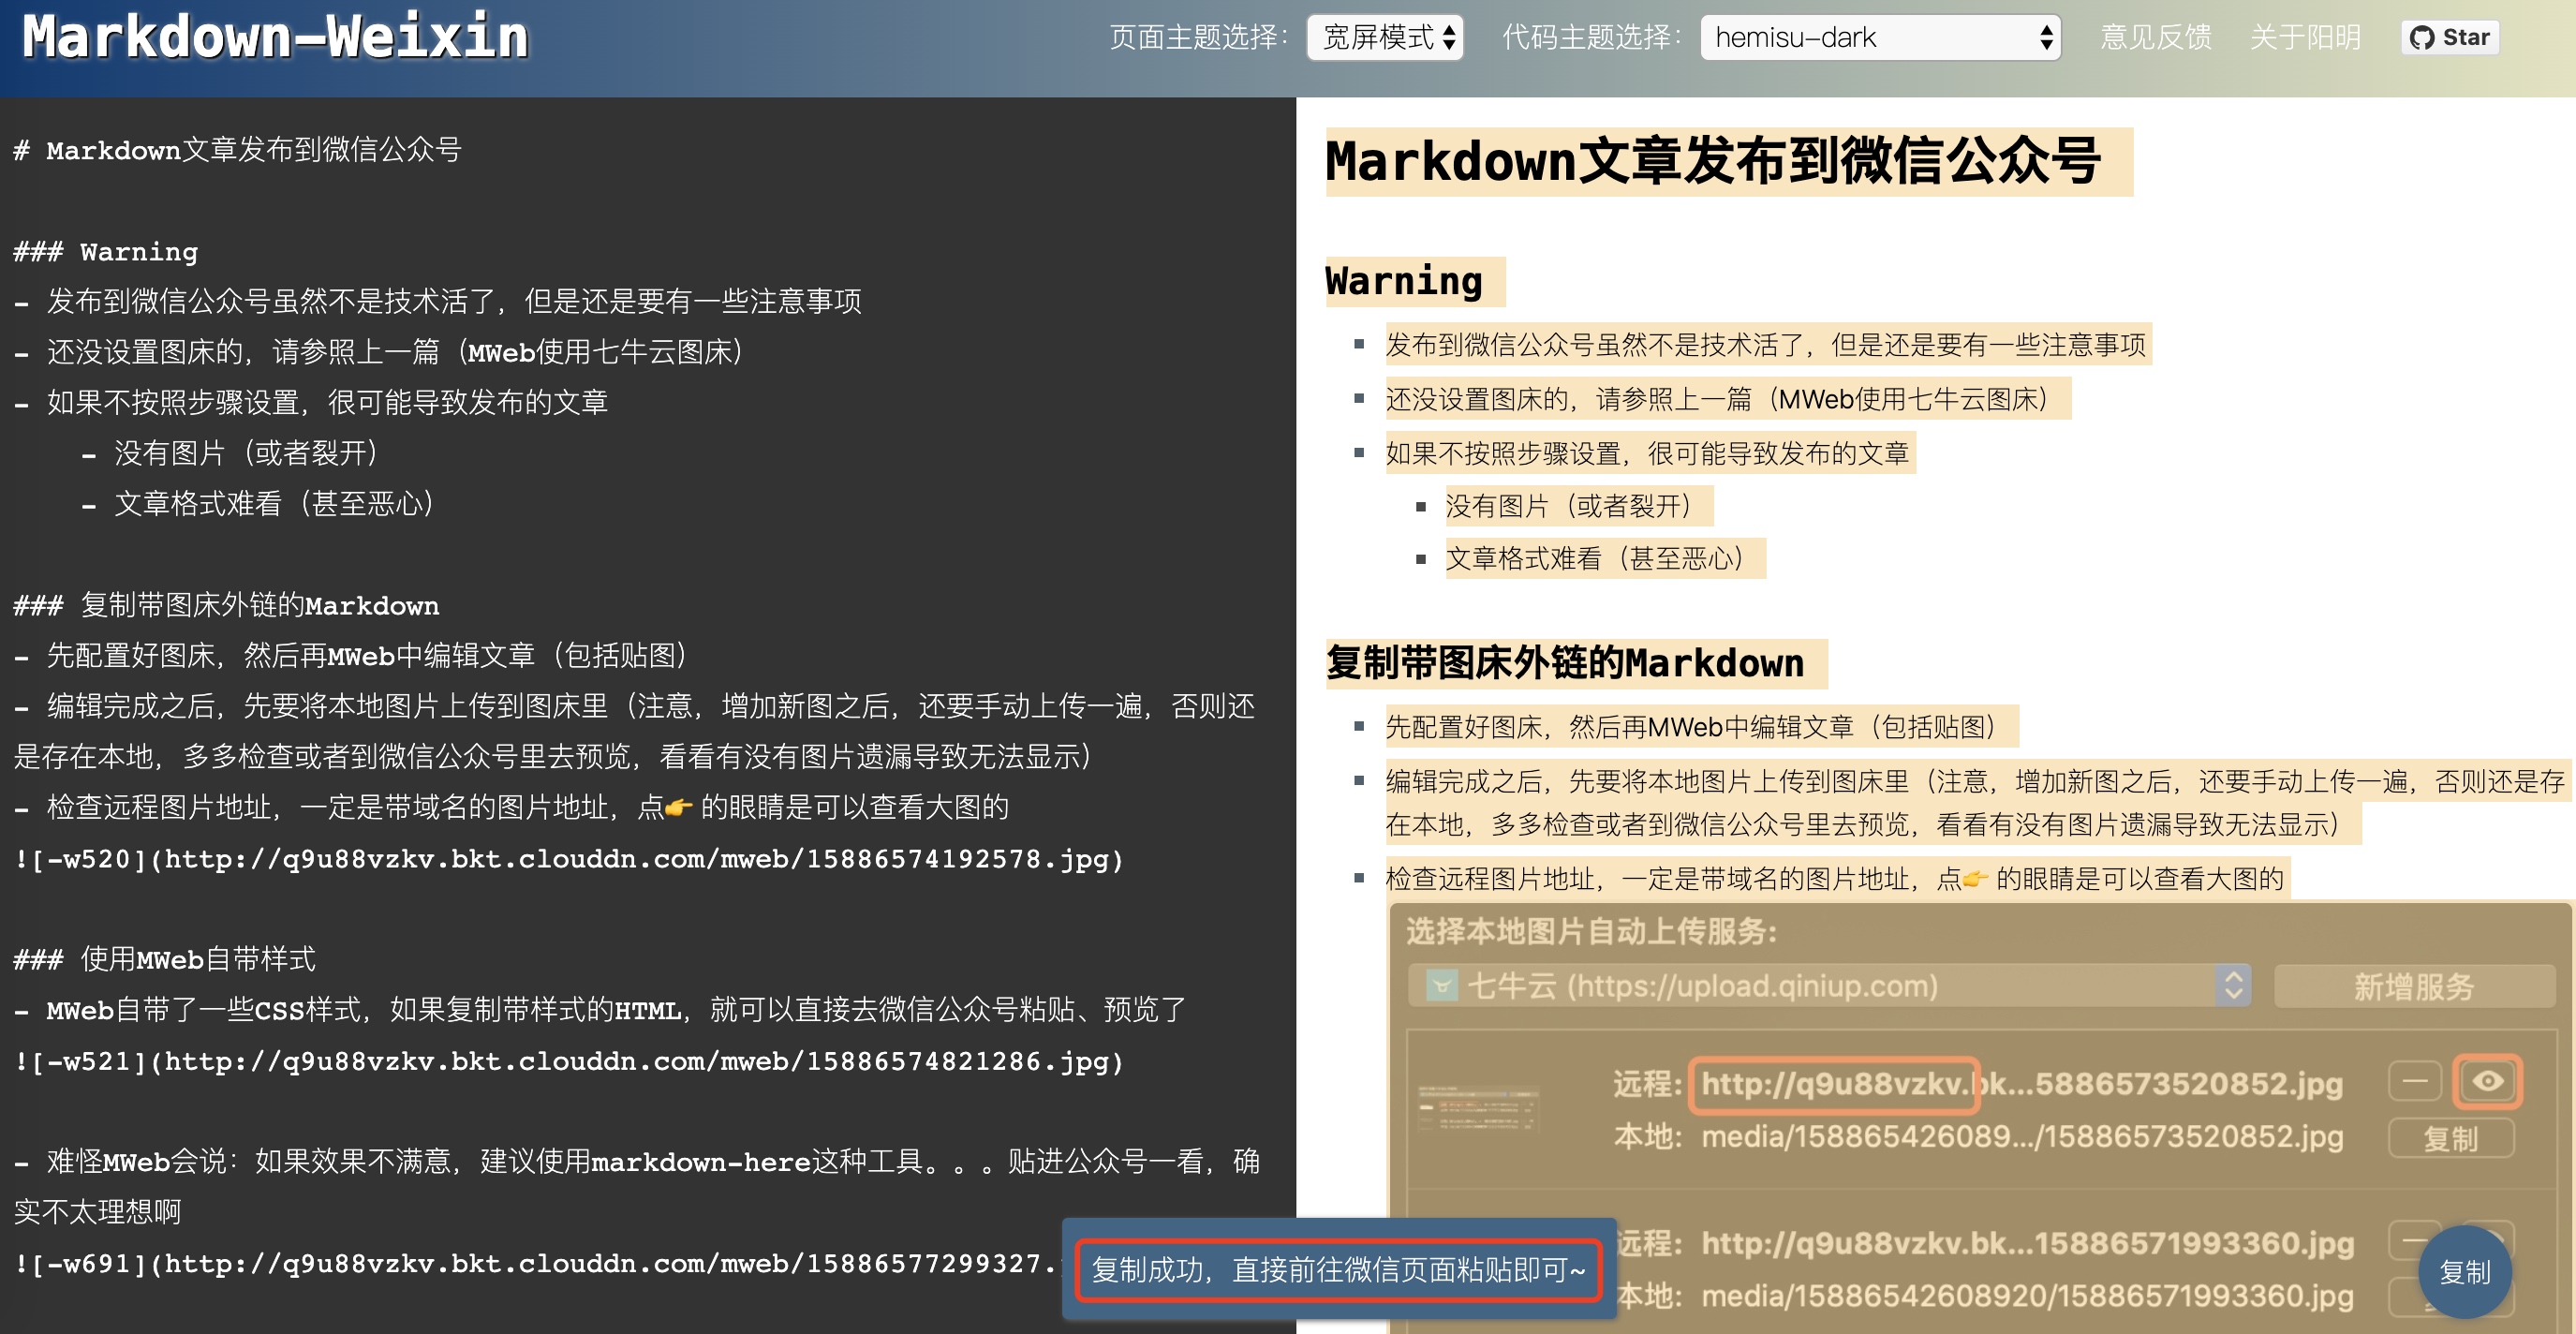 Markdown-Weixin
页面主题选择： 宽屏模式 代码主题选择： hemisu-dark 意见反馈 关于阳明 Star
# Markdown文章发布到微信公众号
### Warning
- 发布到微信公众号虽然不是技术活了，但是还是要有一些注意事项
- 还没设置图床的，请参照上一篇（MWeb使用七牛云图床）
- 如果不按照步骤设置，很可能导致发布的文章
- 没有图片（或者裂开）
- 文章格式难看（甚至恶心）
### 复制带图床外链的Markdown
- 先配置好图床，然后再MWeb中编辑文章（包括贴图）
- 编辑完成之后，先要将本地图片上传到图床里（注意，增加新图之后，还要手动上传一遍，否则还
是存在本地，多多检查或者到微信公众号里去预览，看看有没有图片遗漏导致无法显示）
- 检查远程图片地址，一定是带域名的图片地址，点👉 的眼睛是可以查看大图的
![-w520](http://q9u88vzkv.bkt.clouddn.com/mweb/15886574192578.jpg)
### 使用MWeb自带样式
- MWeb自带了一些CSS样式，如果复制带样式的HTML，就可以直接去微信公众号粘贴、预览了
![-w521](http://q9u88vzkv.bkt.clouddn.com/mweb/15886574821286.jpg)
- 难怪MWeb会说：如果效果不满意，建议使用markdown-here这种工具。。。贴进公众号一看，确
实不太理想啊
![-w691](http://q9u88vzkv.bkt.clouddn.com/mweb/15886577299327.
Markdown文章发布到微信公众号
Warning
发布到微信公众号虽然不是技术活了，但是还是要有一些注意事项
还没设置图床的，请参照上一篇（MWeb使用七牛云图床）
如果不按照步骤设置，很可能导致发布的文章
没有图片（或者裂开）
文章格式难看（甚至恶心）
复制带图床外链的Markdown
先配置好图床，然后再MWeb中编辑文章（包括贴图）
编辑完成之后，先要将本地图片上传到图床里（注意，增加新图之后，还要手动上传一遍，否则还是存
在本地，多多检查或者到微信公众号里去预览，看看有没有图片遗漏导致无法显示）
检查远程图片地址，一定是带域名的图片地址，点👉 的眼睛是可以查看大图的
选择本地图片自动上传服务:
七牛云 (https://upload.qiniup.com) 新增服务
远程: http://q9u88vzkv.bk...5886573520852.jpg
本地: media/158865426089.../15886573520852.jpg 复制
远程: http://q9u88vzkv.bk...15886571993360.jpg
本地: media/15886542608920/15886571993360.jpg
复制成功，直接前往微信页面粘贴即可~
复制